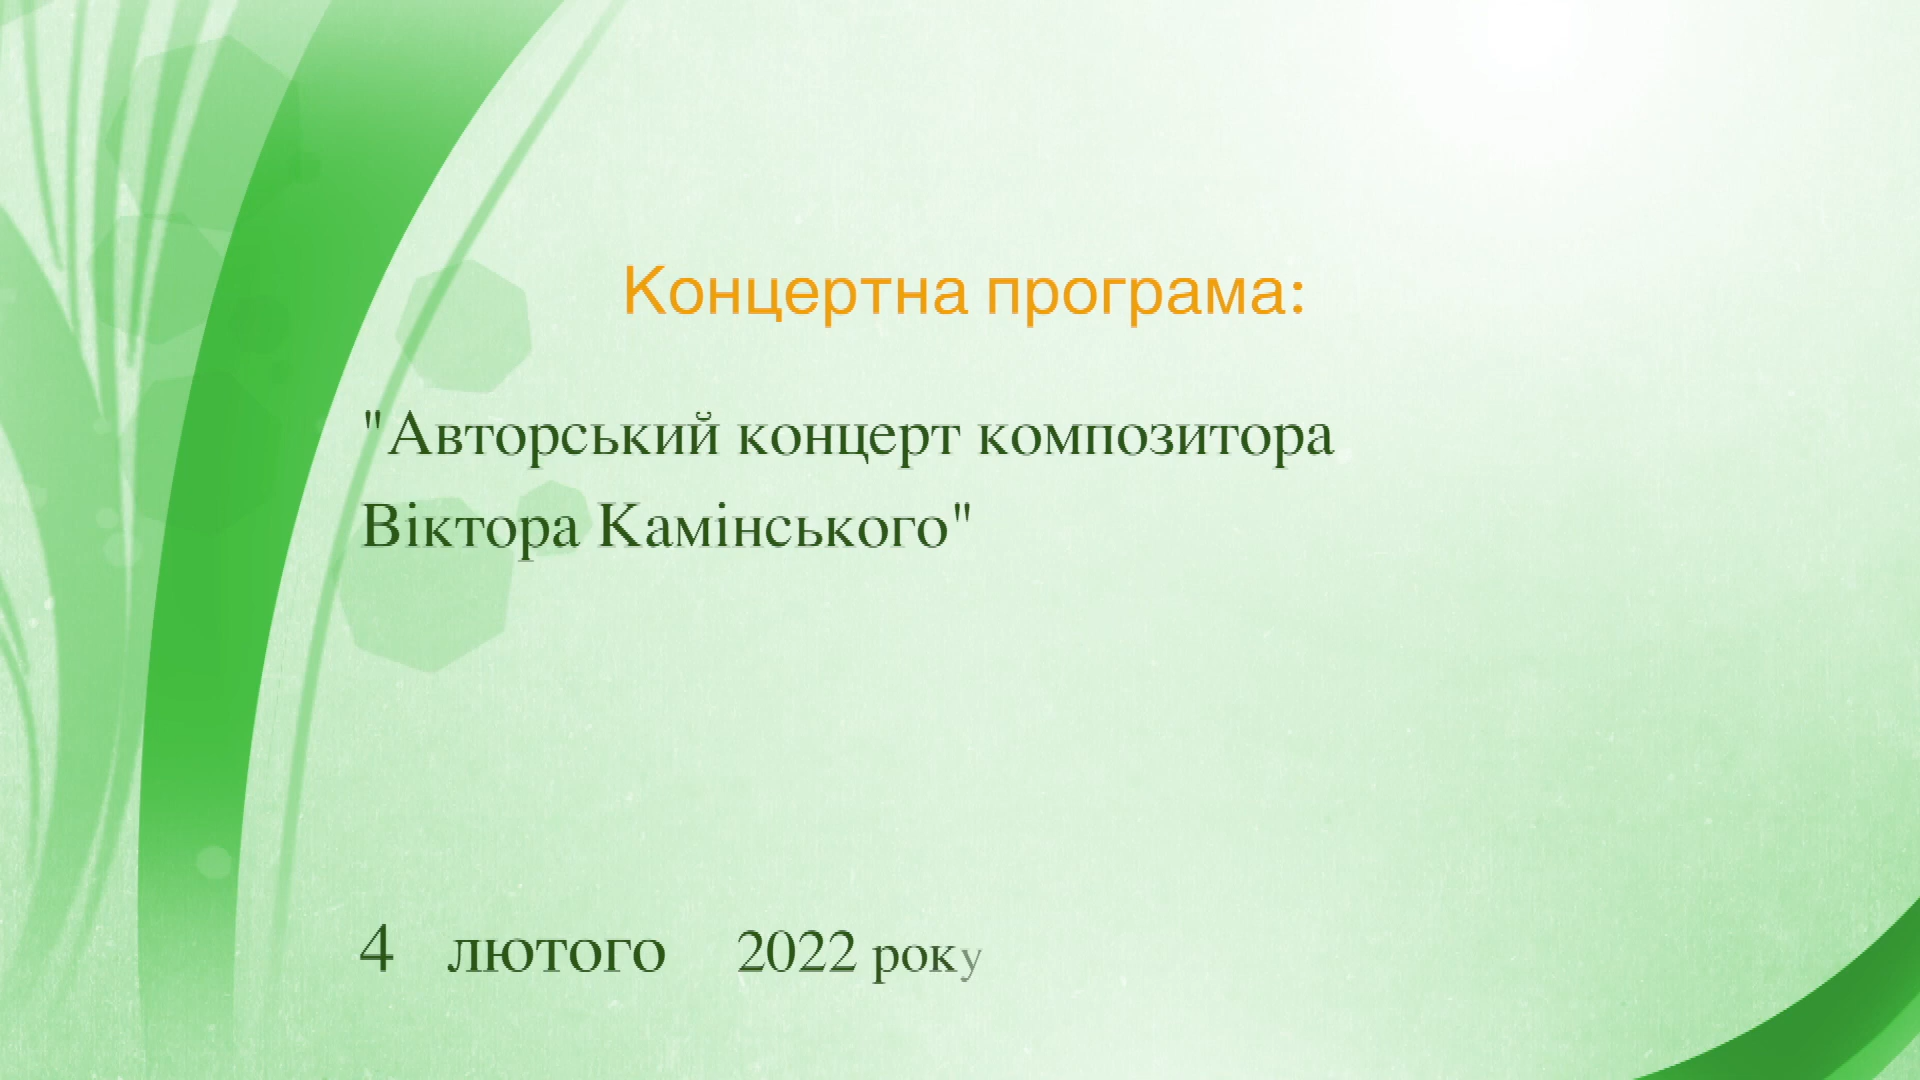 Концертна програма:
"Авторський концерт композитора
Віктора Камінського"
4 лютого 2022 року